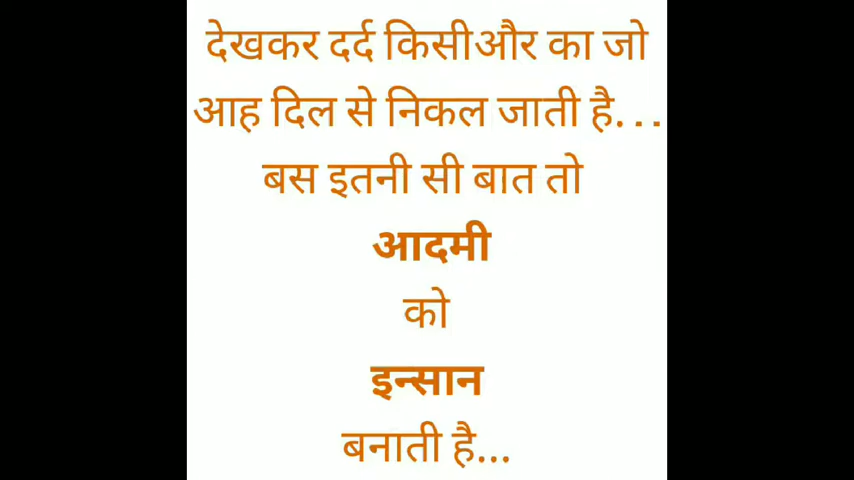 देखकर दर्द किसीऔर का जो
आह दिल से निकल जाती है...
बस इतनी सी बात तो
आदमी
को
इन्सान
बनाती है...